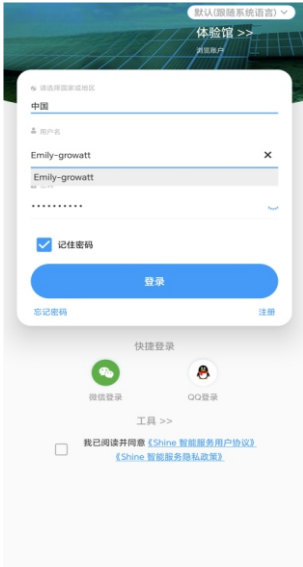 默认(跟随系统语言)
体验馆 >>
浏览账户
请选择国家或地区
中国
用户名
Emily-growatt
Emily-growatt
记住密码
登录
忘记密码 注册
快捷登录
微信登录 QQ登录
工具 >>
我已阅读并同意《Shine 智能服务用户协议》
《Shine 智能服务隐私政策》